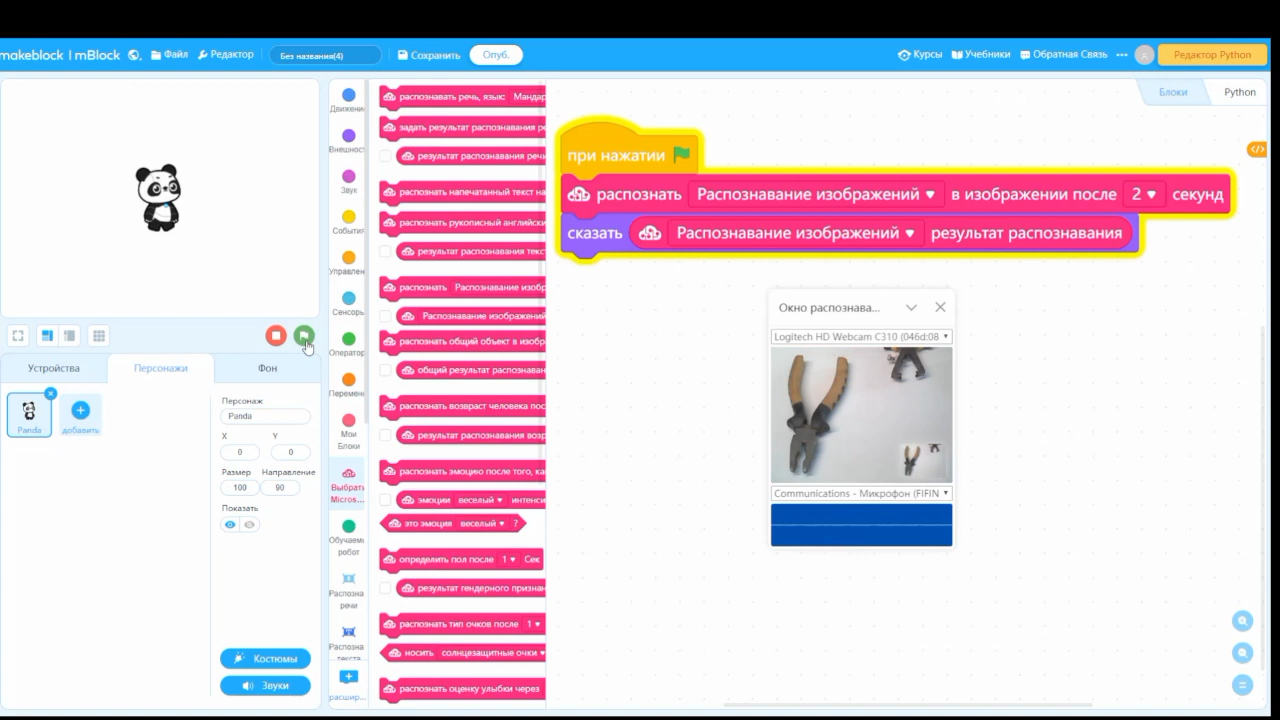 makeblock | mBlock
Файл
Редактор
Без названия(4)
Сохранить
Опуб.
Курсы
Учебники
Обратная Связь
Редактор Python
Блоки
Python
Устройства
Персонажи
Фон
Panda
добавить
Персонаж
Panda
X
Y
0
0
Размер
Направление
100
90
Показать
Костюмы
Звуки
Движени
Внешнос
Звук
События
Управлен
Сенсоры
Оператор
Перемен
Мои
Блоки
Выбрать
Micros...
Обучаем
робот
Распозна
речи
Распозна
текста
расшир...
распознавать речь, язык: Мандар
задать результат распознавания ре
результат распознавания речи
распознать напечатанный текст на
распознать рукописный английски
результат распознавания текс
распознать Распознавание изобр
Распознавание изображений
распознать общий объект в изобр
общий результат распознаван
распознать возраст человека пос
результат распознавания возр
распознать эмоцию после того, ка
эмоции веселый интенси
это эмоция веселый ?
определить пол после 1 Сек
результат гендерного признан
распознать тип очков после 1
носить солнцезащитные очки
распознать оценку улыбки через
при нажатии
распознать Распознавание изображений в изображении после 2 секунд
сказать Распознавание изображений результат распознавания
Окно распознава...
Logitech HD Webcam C310 (046d:08
Communications - Микрофон (FIFIN